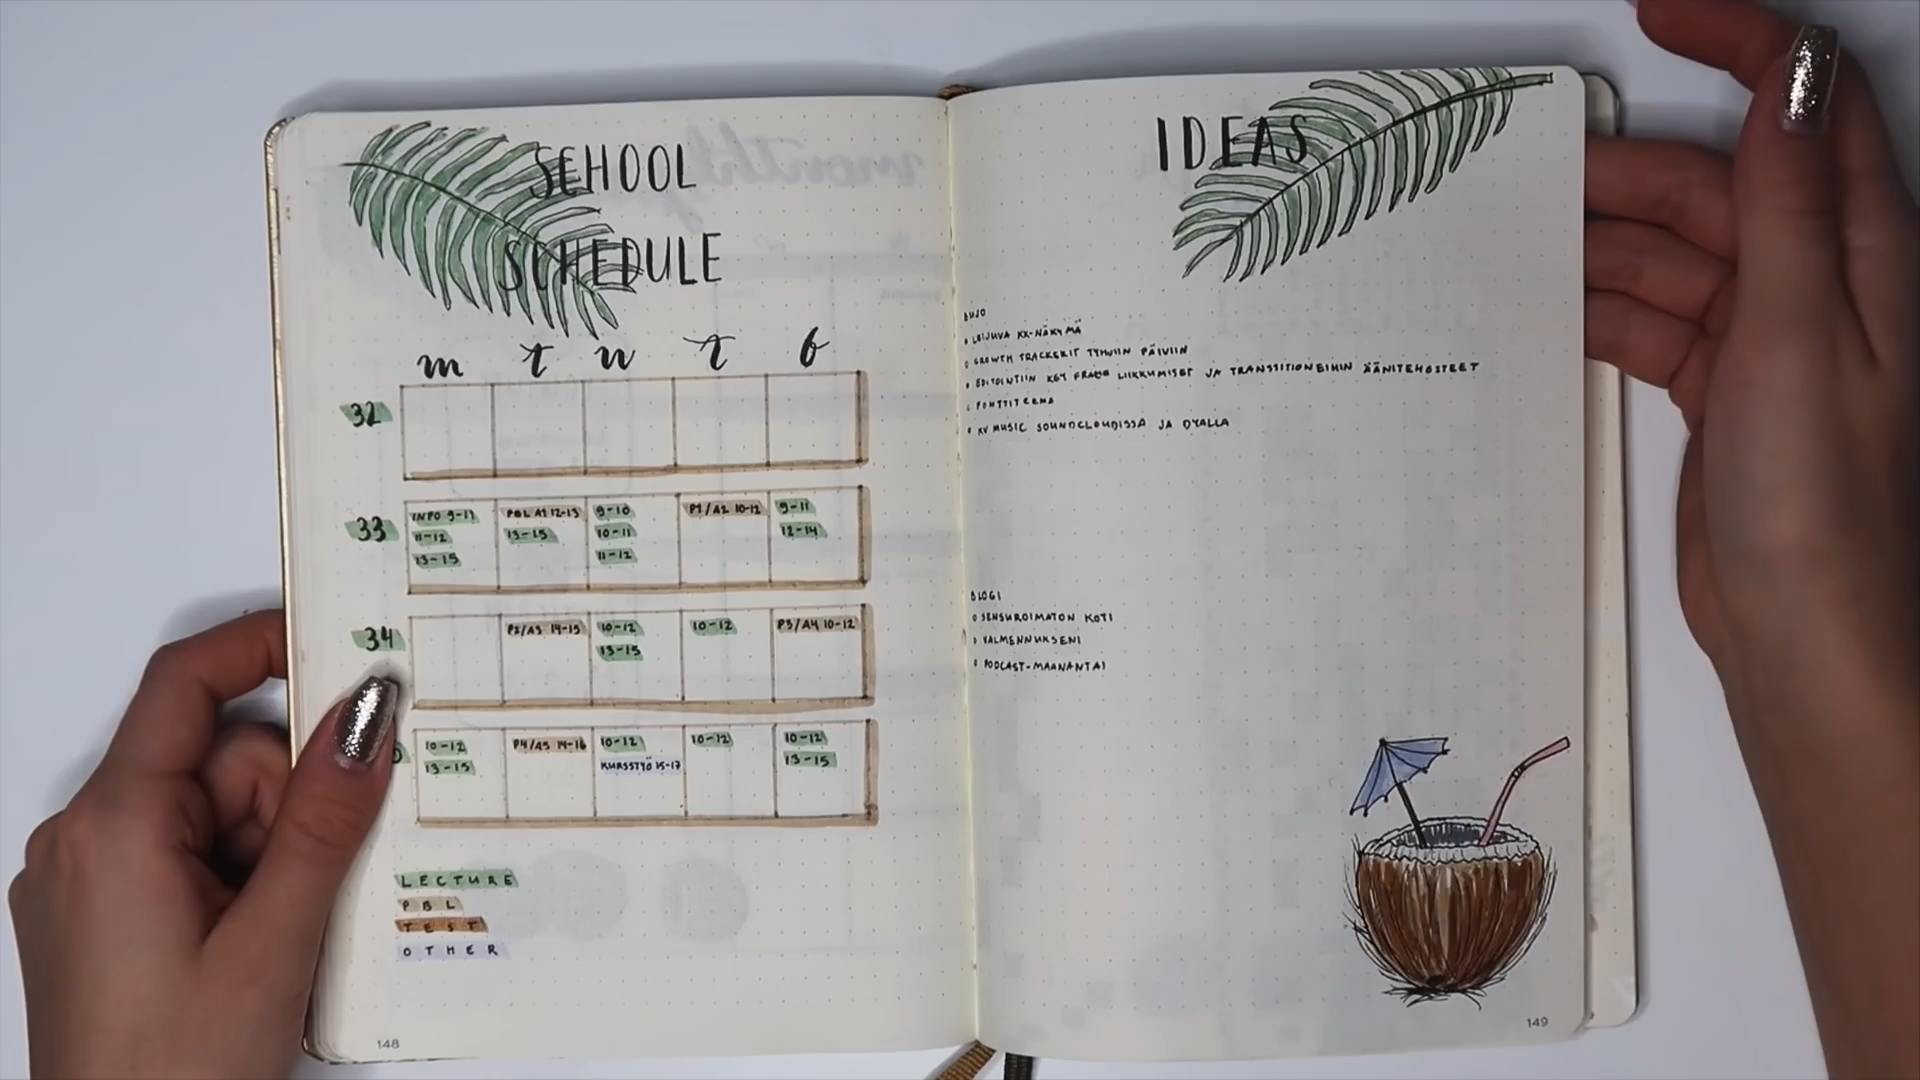 SCHOOL
SCHEDULE
m t w t f
32
33
INFO 9-11
11-12
13-15
PBL A1 12-13
13-15
9-10
10-11
11-12
P1/A2 10-12
9-11
12-14
34
P2/A3 14-15
10-12
13-15
10-12
P3/A4 10-12
10-12
13-15
P4/A5 14-16
10-12
KURSSTYÖ 15-17
10-12
10-12
13-15
LECTURE
PBL
TEST
OTHER
148
IDEAS
BUJO
LEIJUVA KK-NÄKYMÄ
GROWTH TRACKERIT TYHJIIN PÄIVIIN
EDITOINTIIN KEY FRAME LIIKKUMISET JA TRANSITIONEIHIN ÄÄNITEHOSTEET
FONTTITEEMA
KV MUSIC SOUNDCLOUDISSA JA OVALLA
BLOGI
SENSUROIMATON KOTI
VALMENNUKSENI
PODCAST-MAANANTAI
149